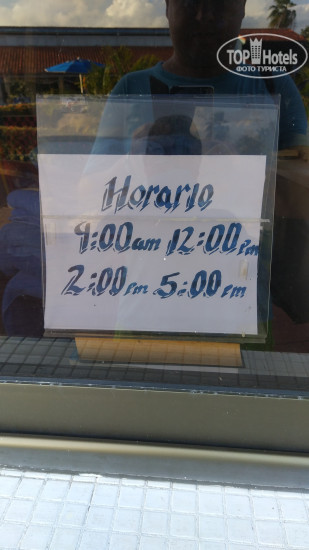 TOP Hotels
ФОТО ТУРИСТА
Horario
9:00am 12:00Pm
2:00Pm 5:00Pm